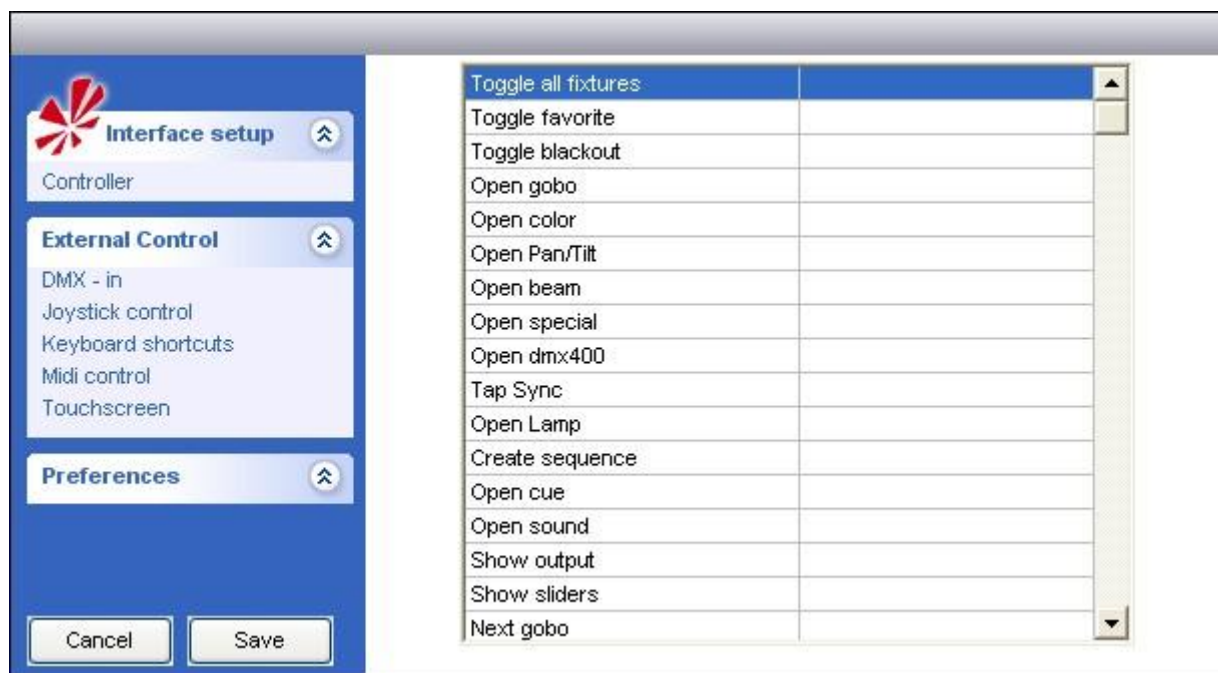 Interface setup
Controller
External Control
DMX - in
Joystick control
Keyboard shortcuts
Midi control
Touchscreen
Preferences
Cancel
Save
Toggle all fixtures
Toggle favorite
Toggle blackout
Open gobo
Open color
Open Pan/Tilt
Open beam
Open special
Open dmx400
Tap Sync
Open Lamp
Create sequence
Open cue
Open sound
Show output
Show sliders
Next gobo